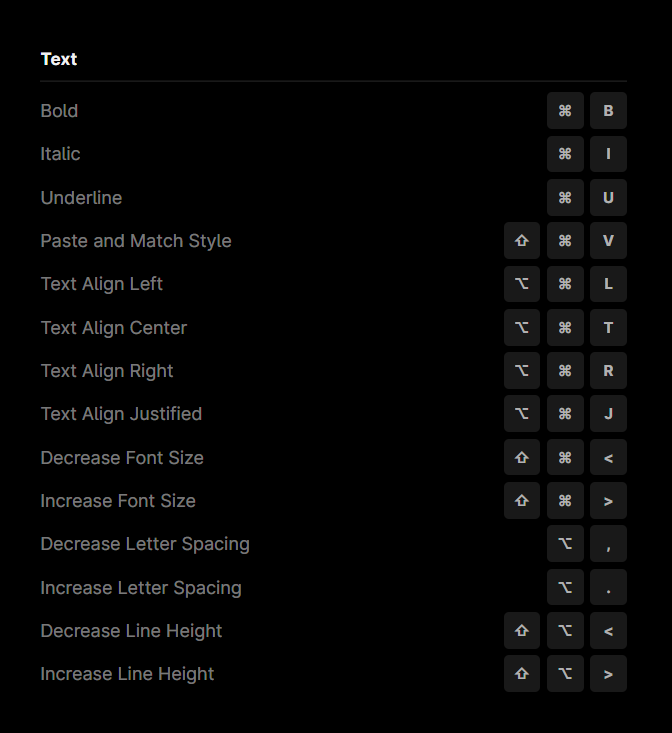 Text
Bold ⌘ B
Italic ⌘ I
Underline ⌘ U
Paste and Match Style ⇧ ⌘ V
Text Align Left ⌥ ⌘ L
Text Align Center ⌥ ⌘ T
Text Align Right ⌥ ⌘ R
Text Align Justified ⌥ ⌘ J
Decrease Font Size ⇧ ⌘ <
Increase Font Size ⇧ ⌘ >
Decrease Letter Spacing ⌥ ,
Increase Letter Spacing ⌥ .
Decrease Line Height ⇧ ⌥ <
Increase Line Height ⇧ ⌥ >